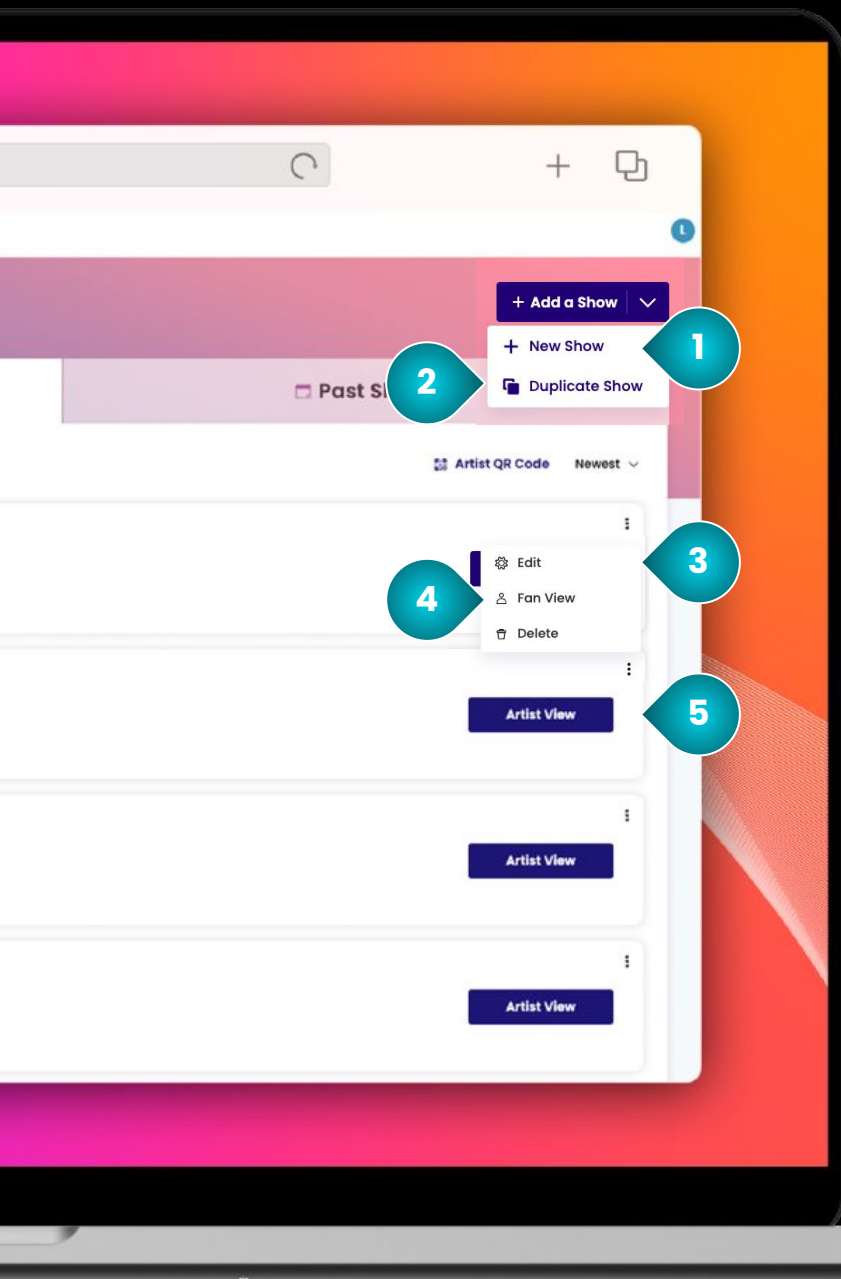 L
+ Add a Show
+ New Show
1
2
Past S
Duplicate Show
Artist QR Code
Newest
Edit
3
4
Fan View
Delete
Artist View
5
Artist View
Artist View